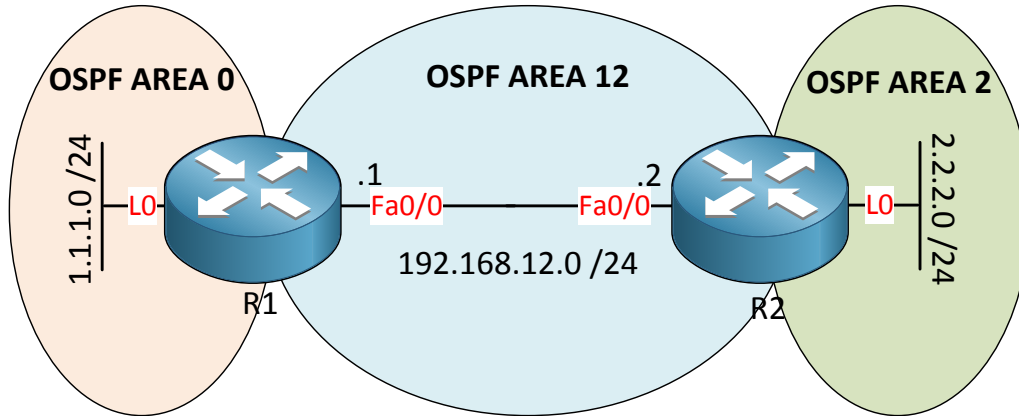 OSPF AREA 0
OSPF AREA 12
OSPF AREA 2
1.1.1.0 /24
L0
R1
.1
Fa0/0
192.168.12.0 /24
.2
Fa0/0
R2
L0
2.2.2.0 /24